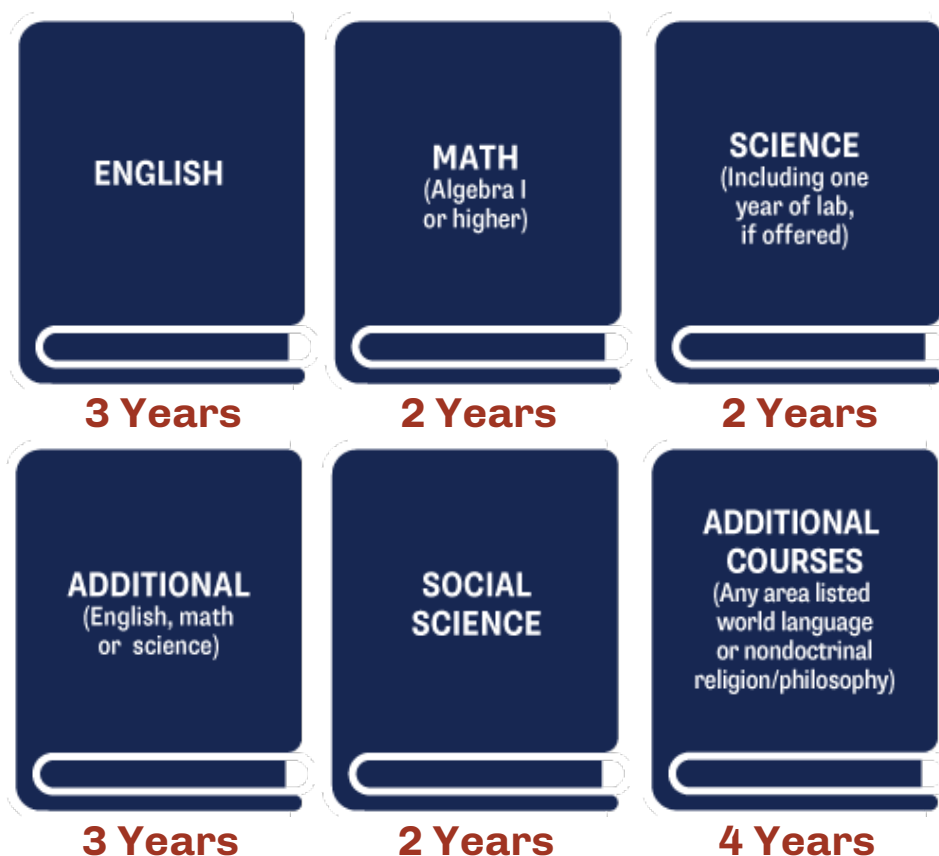 ENGLISH
MATH
(Algebra I
or higher)
SCIENCE
(Including one
year of lab,
if offered)
3 Years
2 Years
2 Years
ADDITIONAL
(English, math
or science)
SOCIAL
SCIENCE
ADDITIONAL
COURSES
(Any area listed
world language
or nondoctrinal
religion/philosophy)
3 Years
2 Years
4 Years